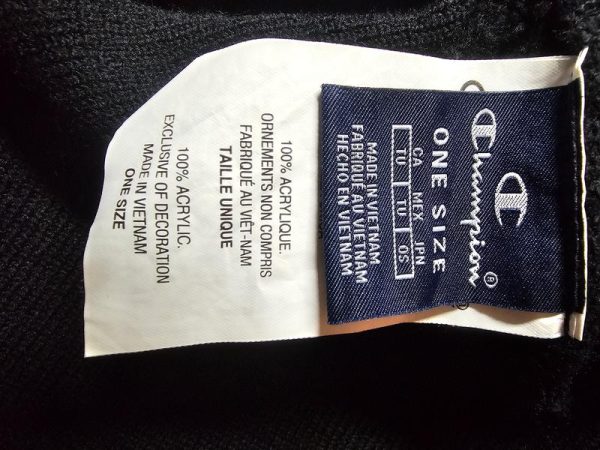 Champion®
ONE SIZE
CA MEX JPN
TU TU OS
MADE IN VIETNAM
FABRIQUÉ AU VIETNAM
HECHO EN VIETNAM
100% ACRYLIQUE.
ORNEMENTS NON COMPRIS
FABRIQUÉ AU VIÊT-NAM
TAILLE UNIQUE
100% ACRYLIC.
EXCLUSIVE OF DECORATION
MADE IN VIETNAM
ONE SIZE